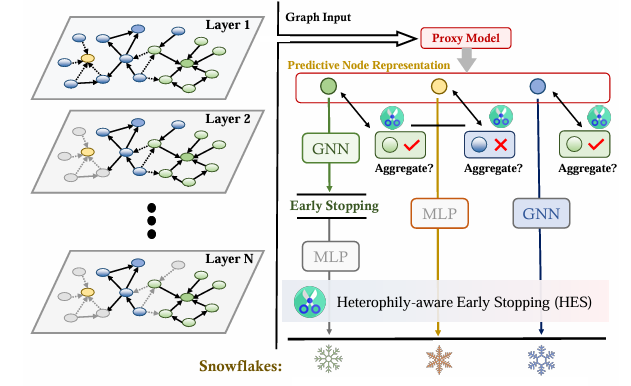 Layer 1
Layer 2
Layer N
Graph Input
Proxy Model
Predictive Node Representation
GNN
Aggregate?
Aggregate?
Aggregate?
Early Stopping
MLP
GNN
MLP
Heterophily-aware Early Stopping (HES)
Snowflakes: